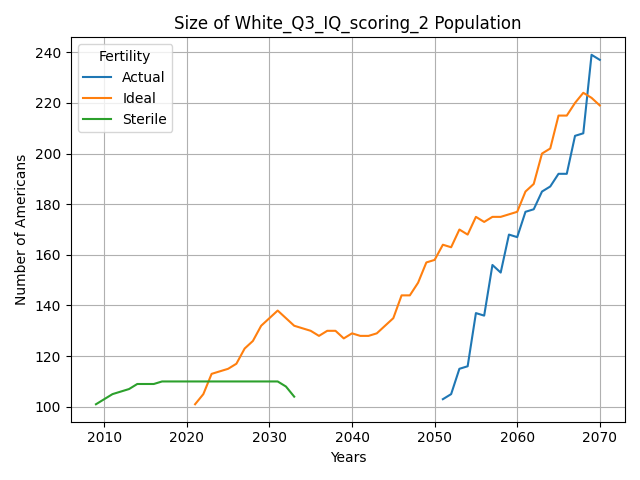 Size of White_Q3_IQ_scoring_2 Population
Fertility
Actual
Ideal
Sterile
Number of Americans
240
220
200
180
160
140
120
100
2010 2020 2030 2040 2050 2060 2070
Years